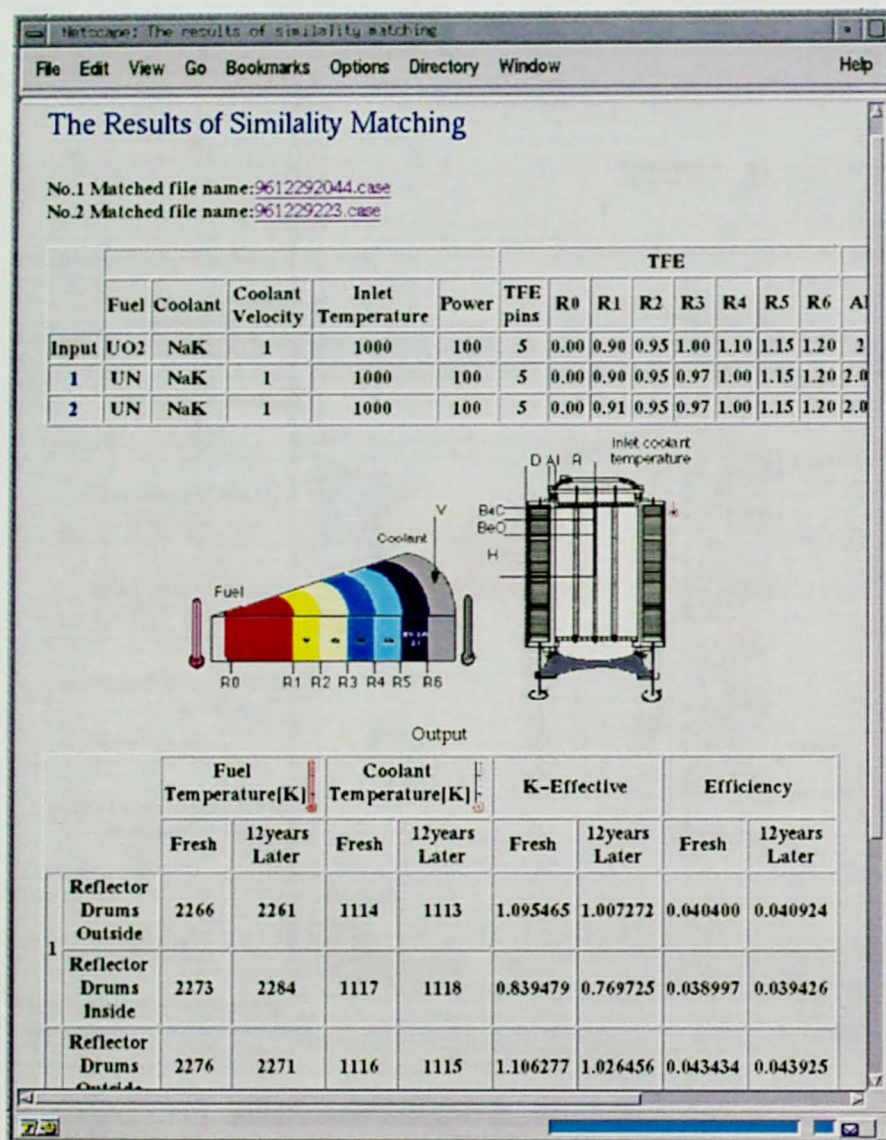 Netscape: The results of similality matching
File Edit View Go Bookmarks Options Directory Window Help
The Results of Similality Matching
No.1 Matched file name:9612292044.case
No.2 Matched file name:961229223.case
TFE
Fuel Coolant Coolant Velocity Inlet Temperature Power TFE pins R0 R1 R2 R3 R4 R5 R6 Al
Input UO2 NaK 1 1000 100 5 0.00 0.90 0.95 1.00 1.10 1.15 1.20 2
1 UN NaK 1 1000 100 5 0.00 0.90 0.95 0.97 1.00 1.15 1.20 2.0
2 UN NaK 1 1000 100 5 0.00 0.91 0.95 0.97 1.00 1.15 1.20 2.0
Inlet coolant
D Al R temperature
V
B4C
Coolant
BeO
H
Fuel
R0 R1 R2 R3 R4 R5 R6
Output
Fuel Temperature[K] Coolant Temperature[K] K-Effective Efficiency
Fresh 12years Later Fresh 12years Later Fresh 12years Later Fresh 12years Later
1 Reflector Drums Outside 2266 2261 1114 1113 1.095465 1.007272 0.040400 0.040924
Reflector Drums Inside 2273 2284 1117 1118 0.839479 0.769725 0.038997 0.039426
Reflector Drums Outside 2276 2271 1116 1115 1.106277 1.026456 0.043434 0.043925